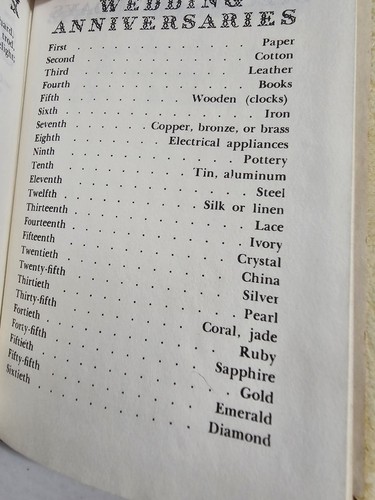 WEDDING
ANNIVERSARIES
First . . . . . . . . . . Paper
Second . . . . . . . . . . Cotton
Third . . . . . . . . . . Leather
Fourth . . . . . . . . . . Books
Fifth . . . . . . . . Wooden (clocks)
Sixth . . . . . . . . . . Iron
Seventh . . . . . . Copper, bronze, or brass
Eighth . . . . . . . Electrical appliances
Ninth . . . . . . . . . . Pottery
Tenth . . . . . . . . Tin, aluminum
Eleventh . . . . . . . . . . Steel
Twelfth . . . . . . . . Silk or linen
Thirteenth . . . . . . . . . . Lace
Fourteenth . . . . . . . . . . Ivory
Fifteenth . . . . . . . . . . Crystal
Twentieth . . . . . . . . . . China
Twenty-fifth . . . . . . . . . . Silver
Thirtieth . . . . . . . . . . Pearl
Thirty-fifth . . . . . . . . Coral, jade
Fortieth . . . . . . . . . . Ruby
Forty-fifth . . . . . . . . . . Sapphire
Fiftieth . . . . . . . . . . Gold
Fifty-fifth . . . . . . . . . . Emerald
Sixtieth . . . . . . . . . . Diamond